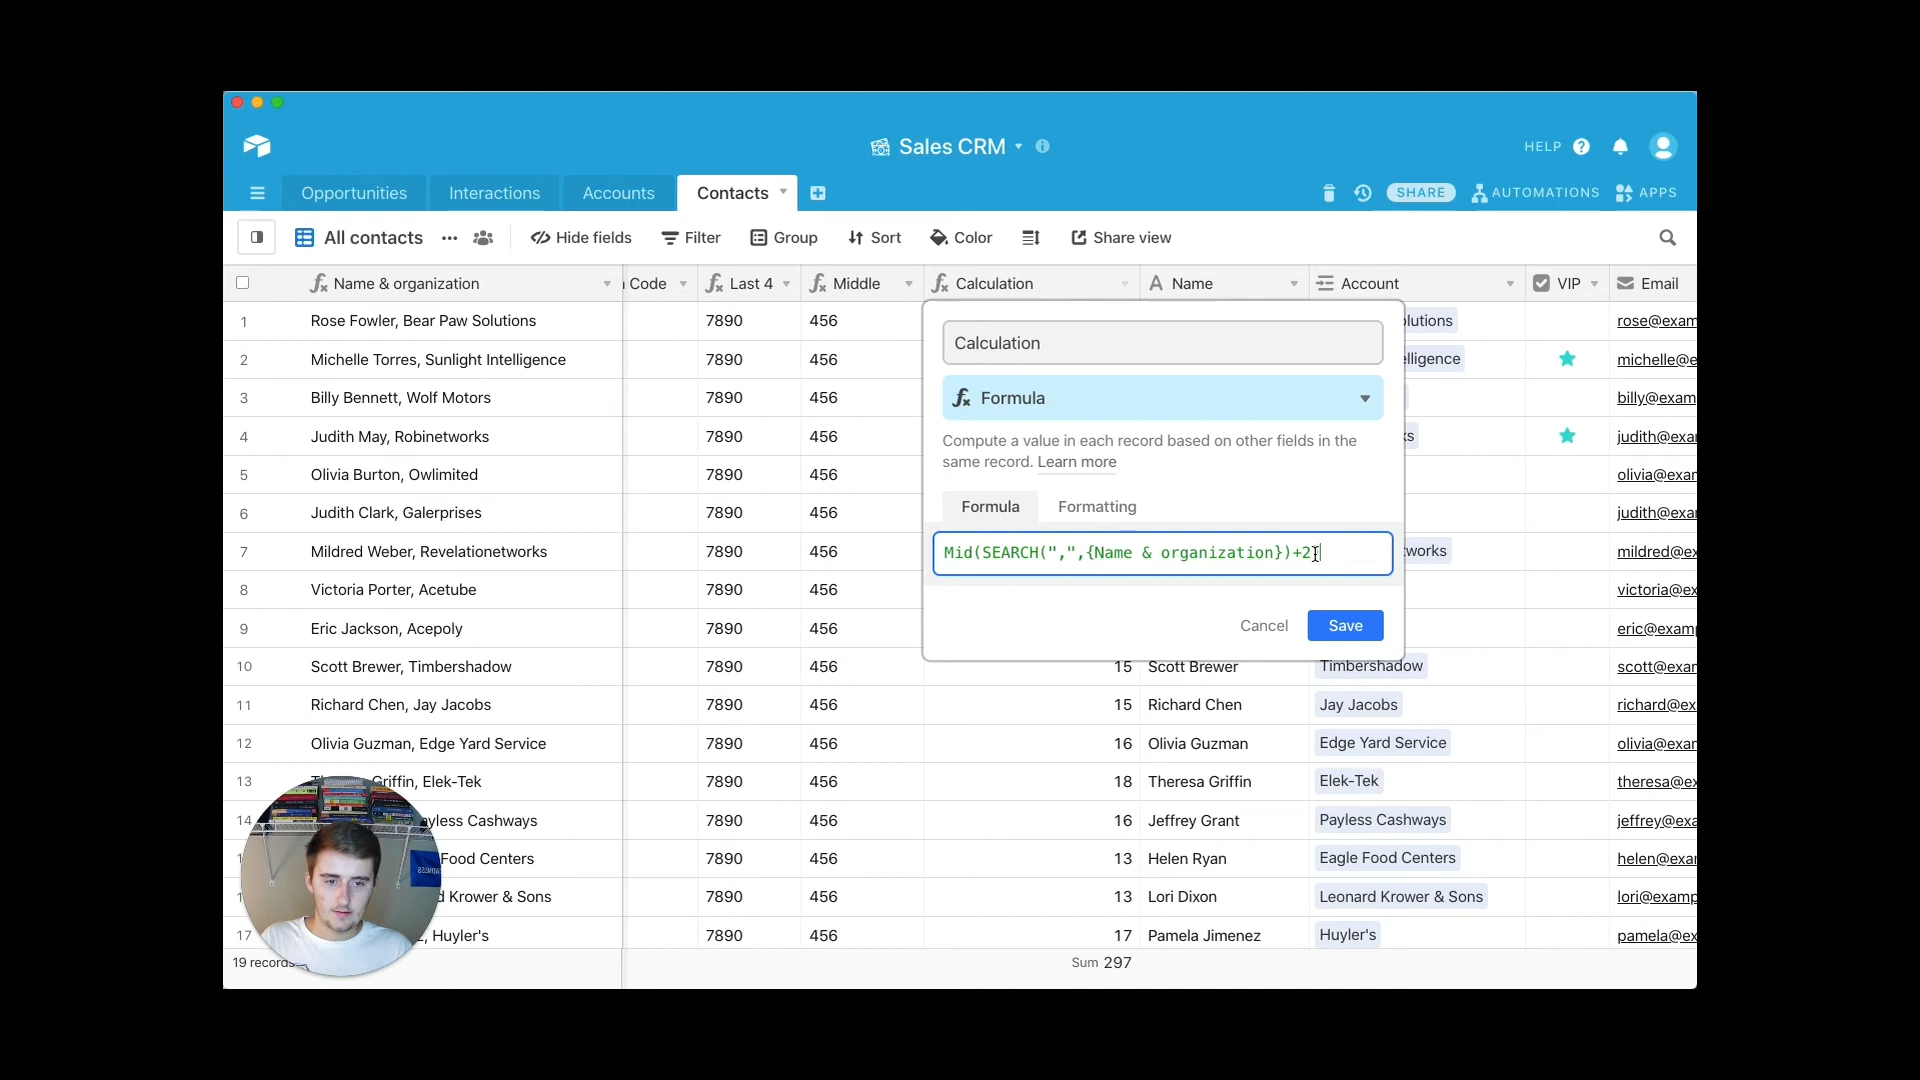 Sales CRM
HELP
Opportunities
Interactions
Accounts
Contacts
SHARE
AUTOMATIONS
APPS
All contacts
Hide fields
Filter
Group
Sort
Color
Share view
Name & organization
Code
Last 4
Middle
Calculation
Name
Account
VIP
Email
1 Rose Fowler, Bear Paw Solutions 7890 456 olutions rose@exam
2 Michelle Torres, Sunlight Intelligence 7890 456 elligence michelle@e
3 Billy Bennett, Wolf Motors 7890 456 billy@exam
4 Judith May, Robinetworks 7890 456 ks judith@exar
5 Olivia Burton, Owlimited 7890 456 olivia@exar
6 Judith Clark, Galerprises 7890 456 judith@exar
7 Mildred Weber, Revelationetworks 7890 456 tworks mildred@ex
8 Victoria Porter, Acetube 7890 456 victoria@ex
9 Eric Jackson, Acepoly 7890 456 eric@examp
10 Scott Brewer, Timbershadow 7890 456 15 Scott Brewer Timbershadow scott@exar
11 Richard Chen, Jay Jacobs 7890 456 15 Richard Chen Jay Jacobs richard@ex
12 Olivia Guzman, Edge Yard Service 7890 456 16 Olivia Guzman Edge Yard Service olivia@exar
13 Griffin, Elek-Tek 7890 456 18 Theresa Griffin Elek-Tek theresa@ex
14 ayless Cashways 7890 456 16 Jeffrey Grant Payless Cashways jeffrey@exa
Food Centers 7890 456 13 Helen Ryan Eagle Food Centers helen@exar
d Krower & Sons 7890 456 13 Lori Dixon Leonard Krower & Sons lori@examp
17 , Huyler's 7890 456 17 Pamela Jimenez Huyler's pamela@ex
19 records
Sum 297
Calculation
Formula
Compute a value in each record based on other fields in the
same record. Learn more
Formula
Formatting
Mid(SEARCH(",",{Name & organization})+2
Cancel
Save